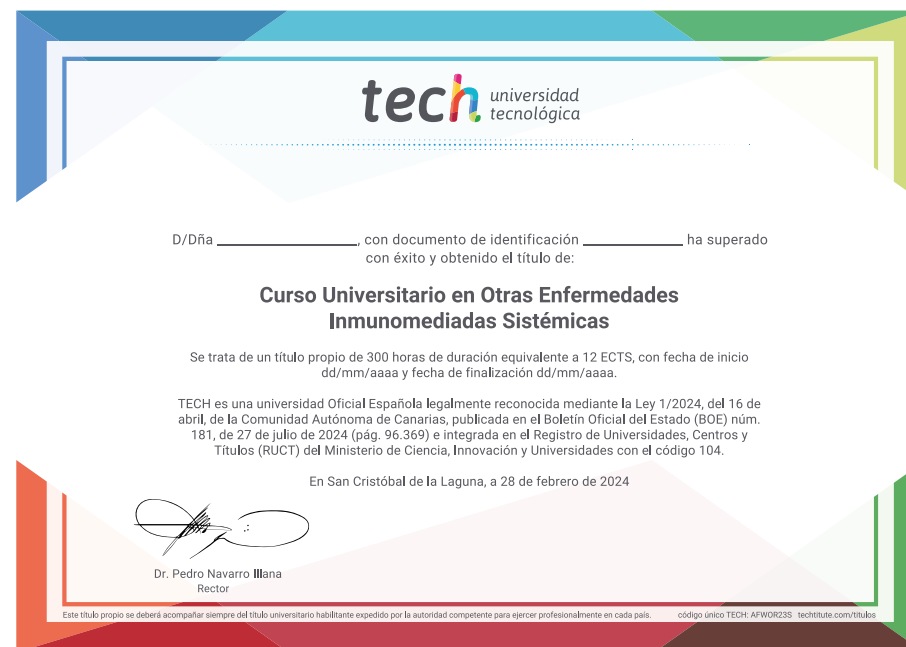 tech universidad
tecnológica
D/Dña ____________________, con documento de identificación ______________ ha superado
con éxito y obtenido el título de:
Curso Universitario en Otras Enfermedades
Inmunomediadas Sistémicas
Se trata de un título propio de 300 horas de duración equivalente a 12 ECTS, con fecha de inicio
dd/mm/aaaa y fecha de finalización dd/mm/aaaa.
TECH es una universidad Oficial Española legalmente reconocida mediante la Ley 1/2024, del 16 de
abril, de la Comunidad Autónoma de Canarias, publicada en el Boletín Oficial del Estado (BOE) núm.
181, de 27 de julio de 2024 (pág. 96.369) e integrada en el Registro de Universidades, Centros y
Títulos (RUCT) del Ministerio de Ciencia, Innovación y Universidades con el código 104.
En San Cristóbal de la Laguna, a 28 de febrero de 2024
Dr. Pedro Navarro Illana
Rector
Este título propio se deberá acompañar siempre del título universitario habilitante expedido por la autoridad competente para ejercer profesionalmente en cada país. código único TECH: AFWOR23S techtitute.com/titulos